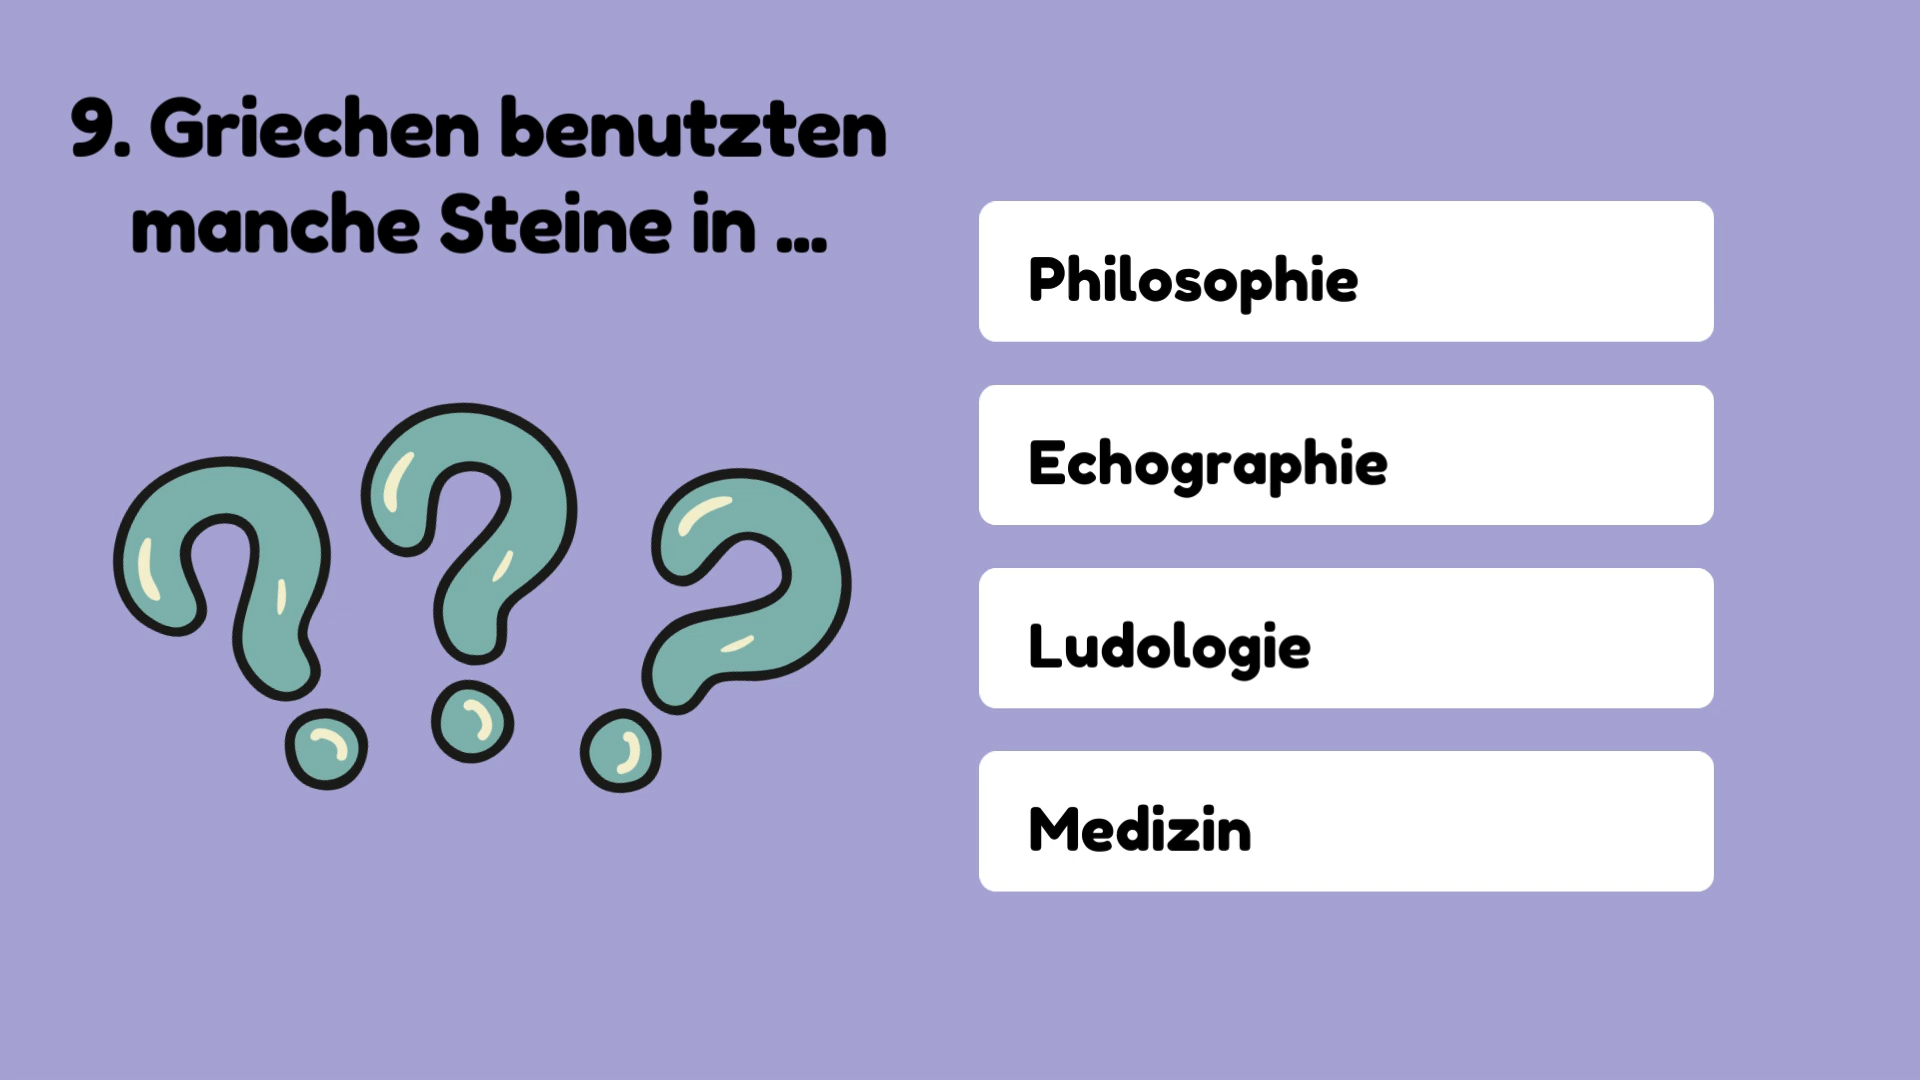 9. Griechen benutzten
manche Steine in ...
Philosophie
Echographie
Ludologie
Medizin